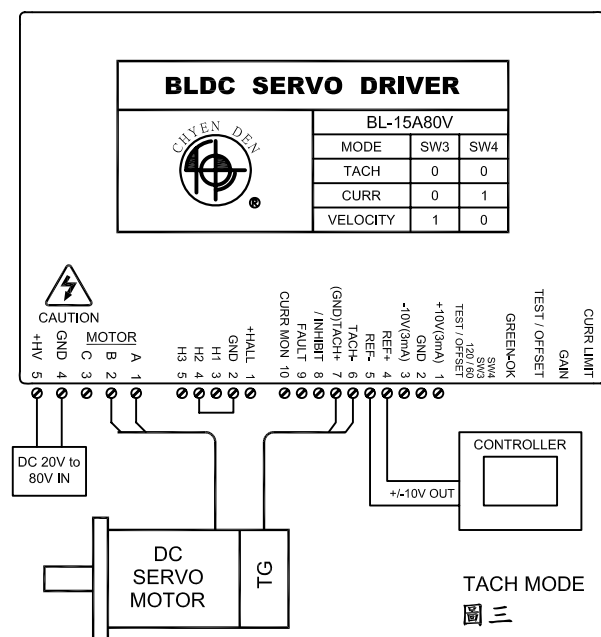 BLDC SERVO DRIVER
CHYEN DEN
®
BL-15A80V
MODE SW3 SW4
TACH 0 0
CURR 0 1
VELOCITY 1 0
CAUTION
MOTOR
+HV 5
GND 4
C 3
B 2
A 1
H3 5
H2 4
H1 3
GND 2
+HALL 1
CURR MON 10
FAULT 9
/ INHIBIT 8
(GND)TACH+ 7
TACH- 6
REF- 5
REF+ 4
-10V(3mA) 3
GND 2
+10V(3mA) 1
TEST / OFFSET
120 / 60
SW3
SW4
GREEN-OK
TEST / OFFSET
GAIN
CURR LIMIT
DC 20V to
80V IN
CONTROLLER
+/-10V OUT
DC
SERVO
MOTOR
TG
TACH MODE
圖三